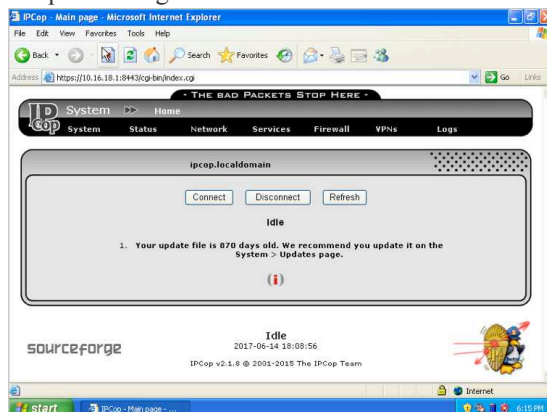 IPCop - Main page - Microsoft Internet Explorer
File Edit View Favorites Tools Help
Back Search Favorites
Address https://10.16.18.1:8443/cgi-bin/index.cgi Go Links
· THE BAD PACKETS STOP HERE ·
IP COP System Home
System Status Network Services Firewall VPNs Logs
ipcop.localdomain
Connect Disconnect Refresh
Idle
1. Your update file is 870 days old. We recommend you update it on the
System > Updates page.
(i)
Idle
sourceforge 2017-06-14 18:08:56
IPCop v2.1.8 © 2001-2015 The IPCop Team
Internet
start IPCop - Main page - ... 6:15 PM